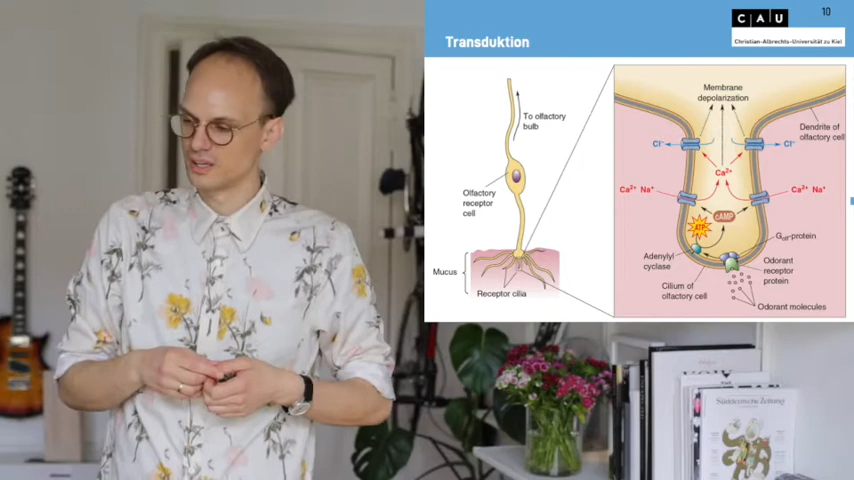 Transduktion
C A U
10
Christian-Albrechts-Universität zu Kiel
To olfactory
bulb
Olfactory
receptor
cell
Mucus
Receptor cilia
Membrane
depolarization
Dendrite of
olfactory cell
Cl⁻
Cl⁻
Ca²⁺
Ca²⁺ Na⁺
Ca²⁺ Na⁺
ATP
cAMP
Adenylyl
cyclase
Cilium of
olfactory cell
Golf-protein
Odorant
receptor
protein
Odorant molecules
Süddeutsche Zeitung